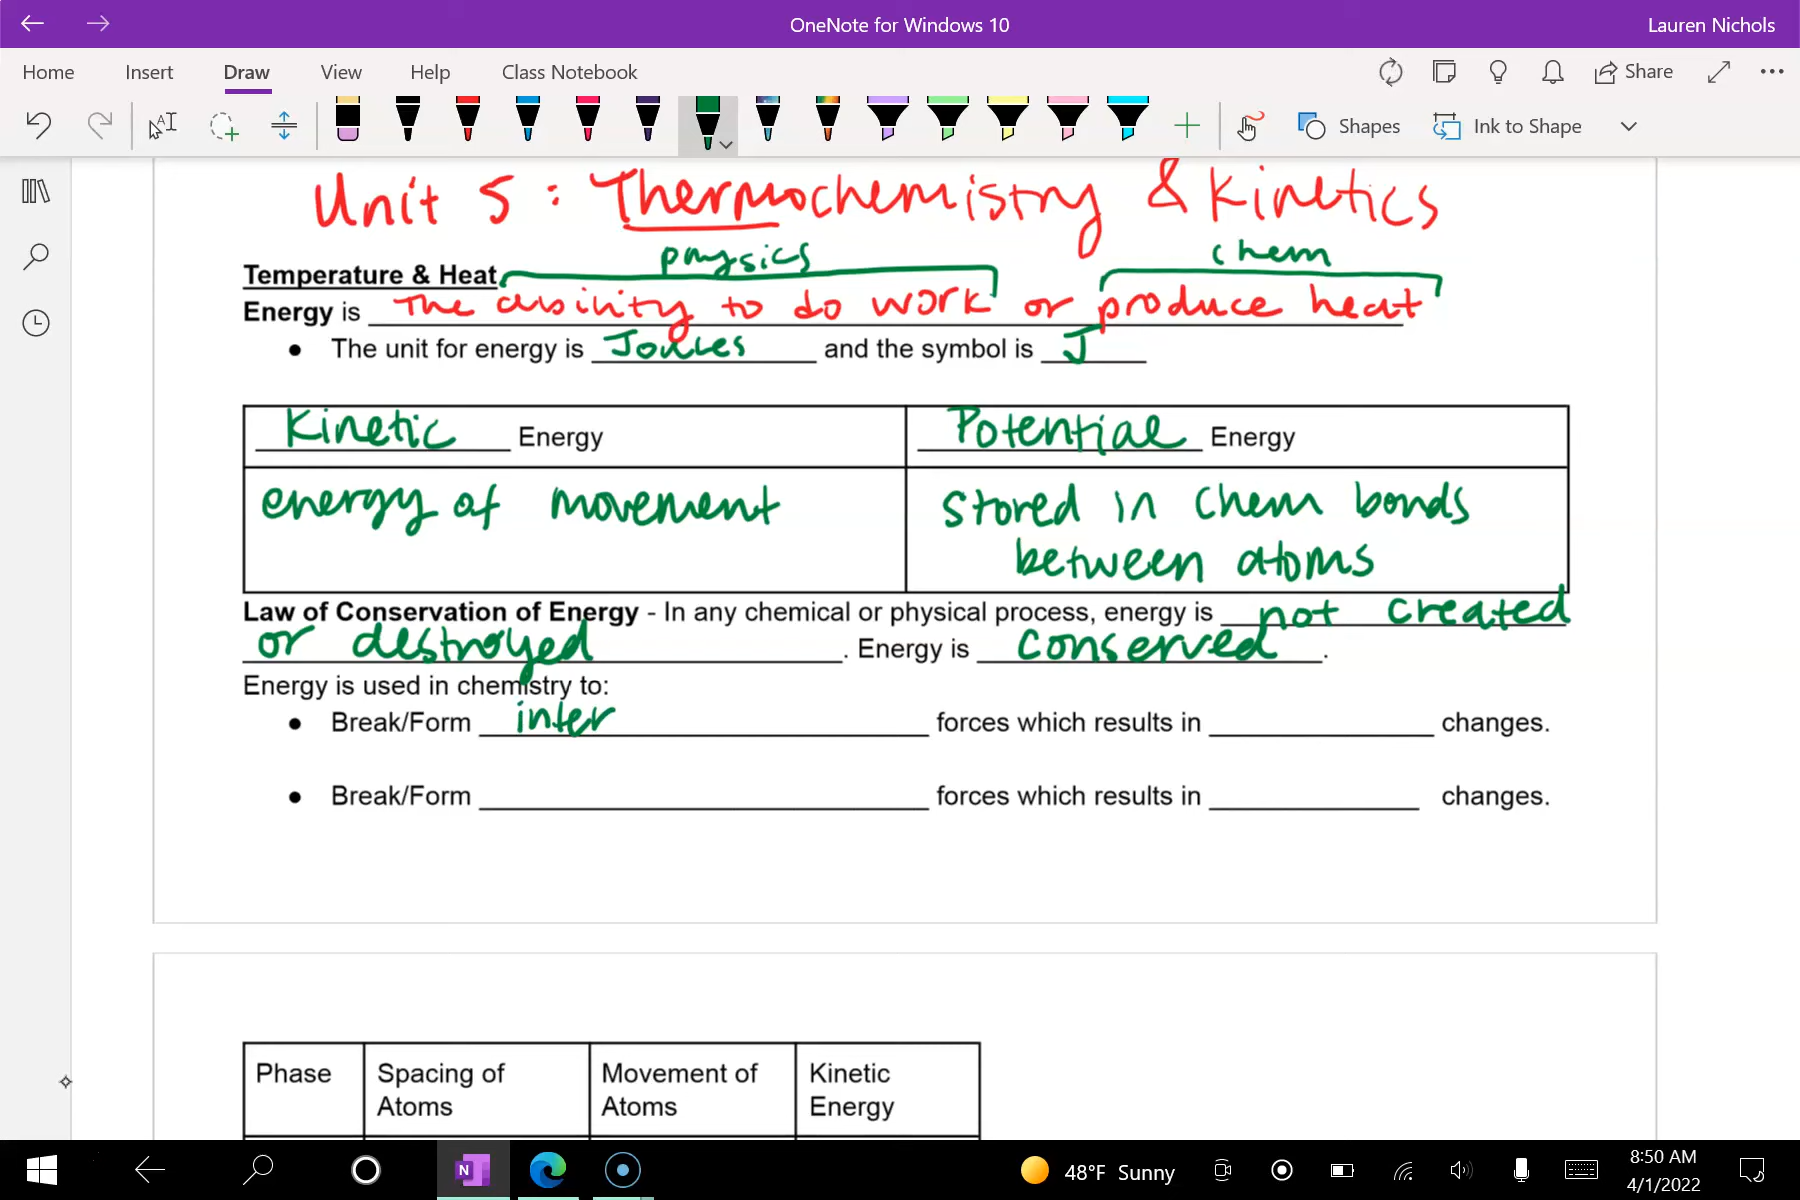 OneNote for Windows 10
Lauren Nichols
Home Insert Draw View Help Class Notebook
Share
Shapes Ink to Shape
Unit 5 : Thermochemistry & Kinetics
physics chem
Temperature & Heat
Energy is the ability to do work or produce heat
● The unit for energy is Joules and the symbol is J
Kinetic Energy
Potential Energy
energy of movement
stored in chem bonds
between atoms
Law of Conservation of Energy - In any chemical or physical process, energy is not created
or destroyed. Energy is conserved.
Energy is used in chemistry to:
● Break/Form inter forces which results in changes.
● Break/Form forces which results in changes.
Phase
Spacing of
Atoms
Movement of
Atoms
Kinetic
Energy
48°F Sunny
8:50 AM
4/1/2022